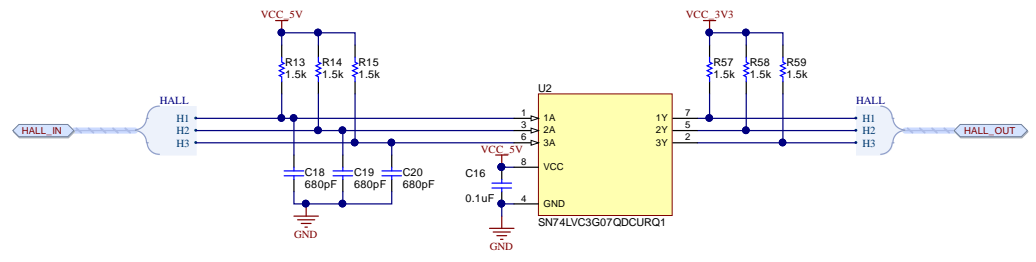 VCC_5V
VCC_3V3
R13
1.5k
R14
1.5k
R15
1.5k
R57
1.5k
R58
1.5k
R59
1.5k
HALL_IN
HALL
H1
H2
H3
U2
1
3
6
8
4
1A
2A
3A
VCC
GND
1Y
2Y
3Y
7
5
2
SN74LVC3G07QDCURQ1
VCC_5V
C16
0.1uF
GND
C18
680pF
C19
680pF
C20
680pF
GND
HALL
H1
H2
H3
HALL_OUT